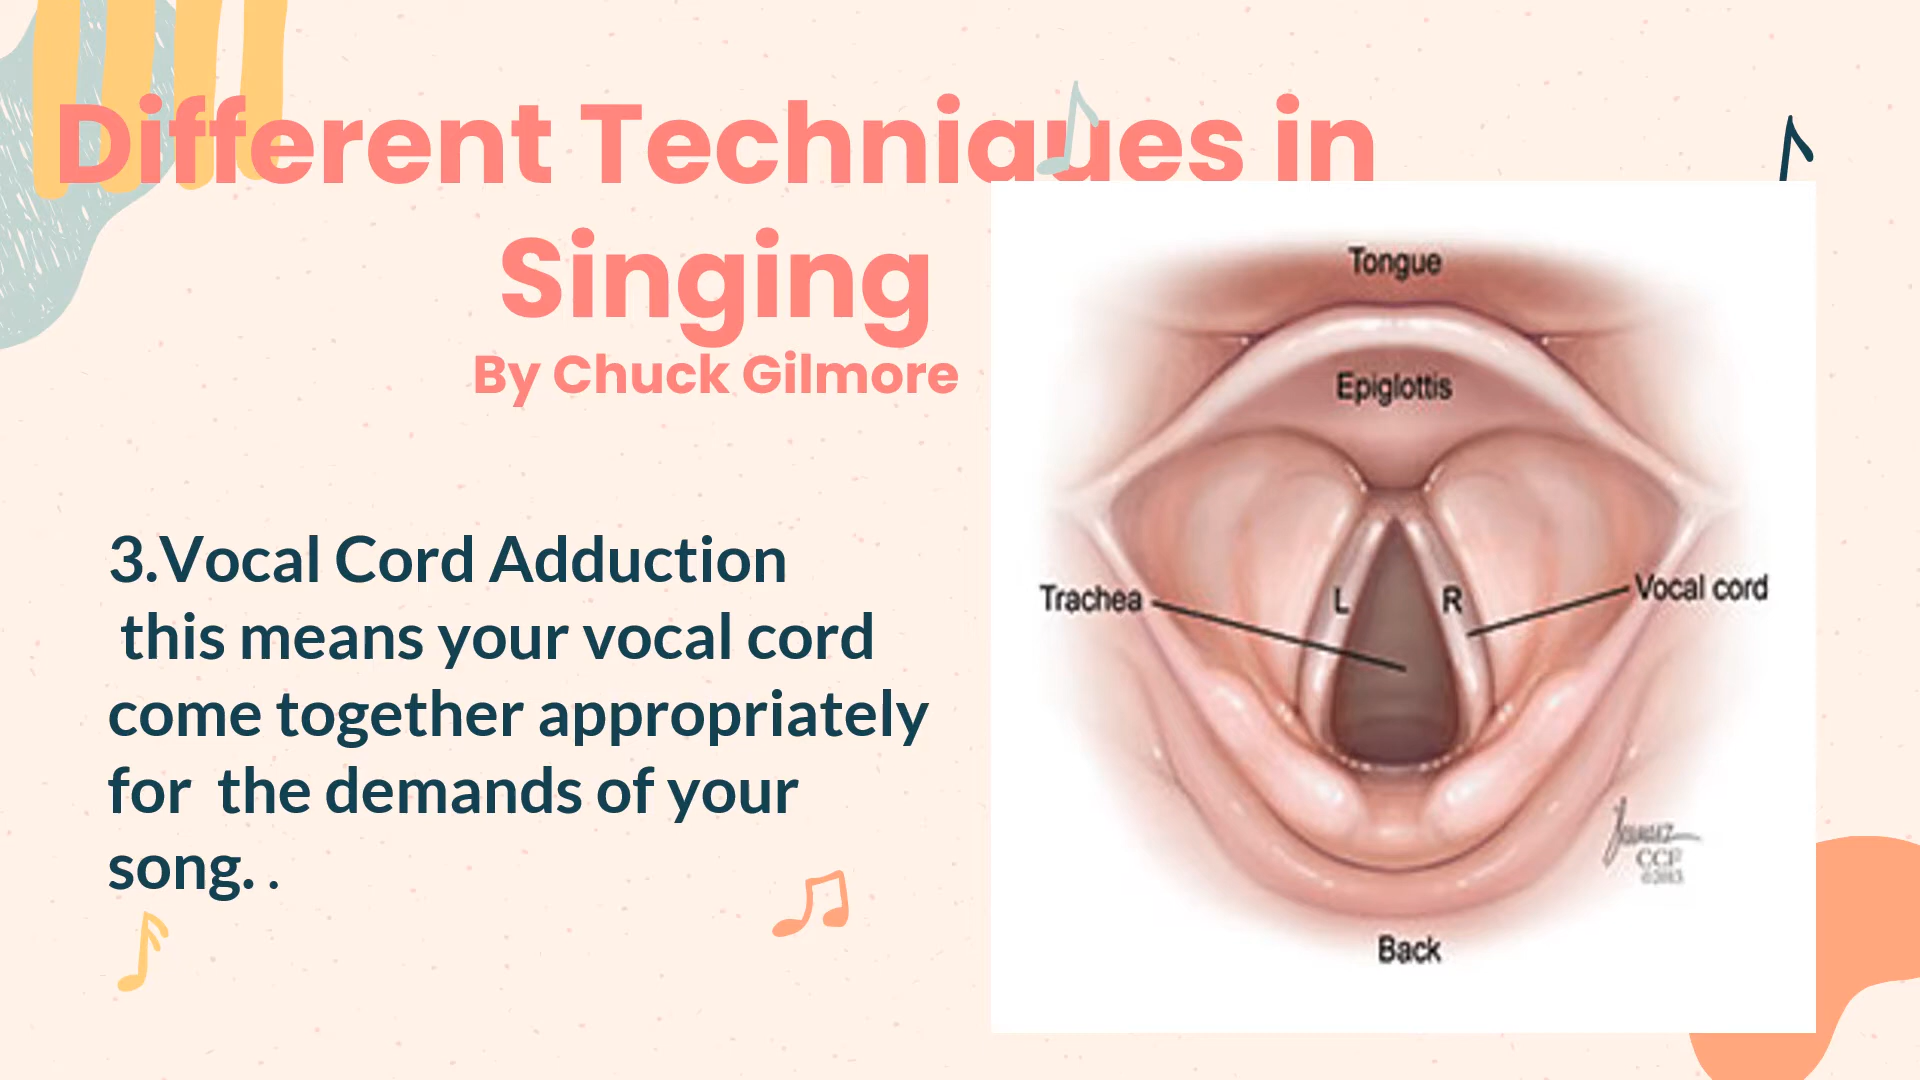 Different Techniques in
Singing
By Chuck Gilmore
3.Vocal Cord Adduction
this means your vocal cord
come together appropriately
for the demands of your
song. .
Tongue
Epiglottis
Trachea
L
R
Vocal cord
CCF
©2013
Back